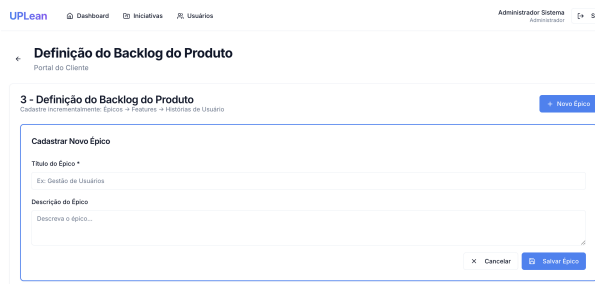 UPLean
Dashboard
Iniciativas
Usuários
Administrador Sistema
Administrador
Definição do Backlog do Produto
Portal do Cliente
3 - Definição do Backlog do Produto
Cadastre incrementalmente: Épicos → Features → Histórias de Usuário
+ Novo Épico
Cadastrar Novo Épico
Título do Épico *
Ex: Gestão de Usuários
Descrição do Épico
Descreva o épico...
Cancelar
Salvar Épico